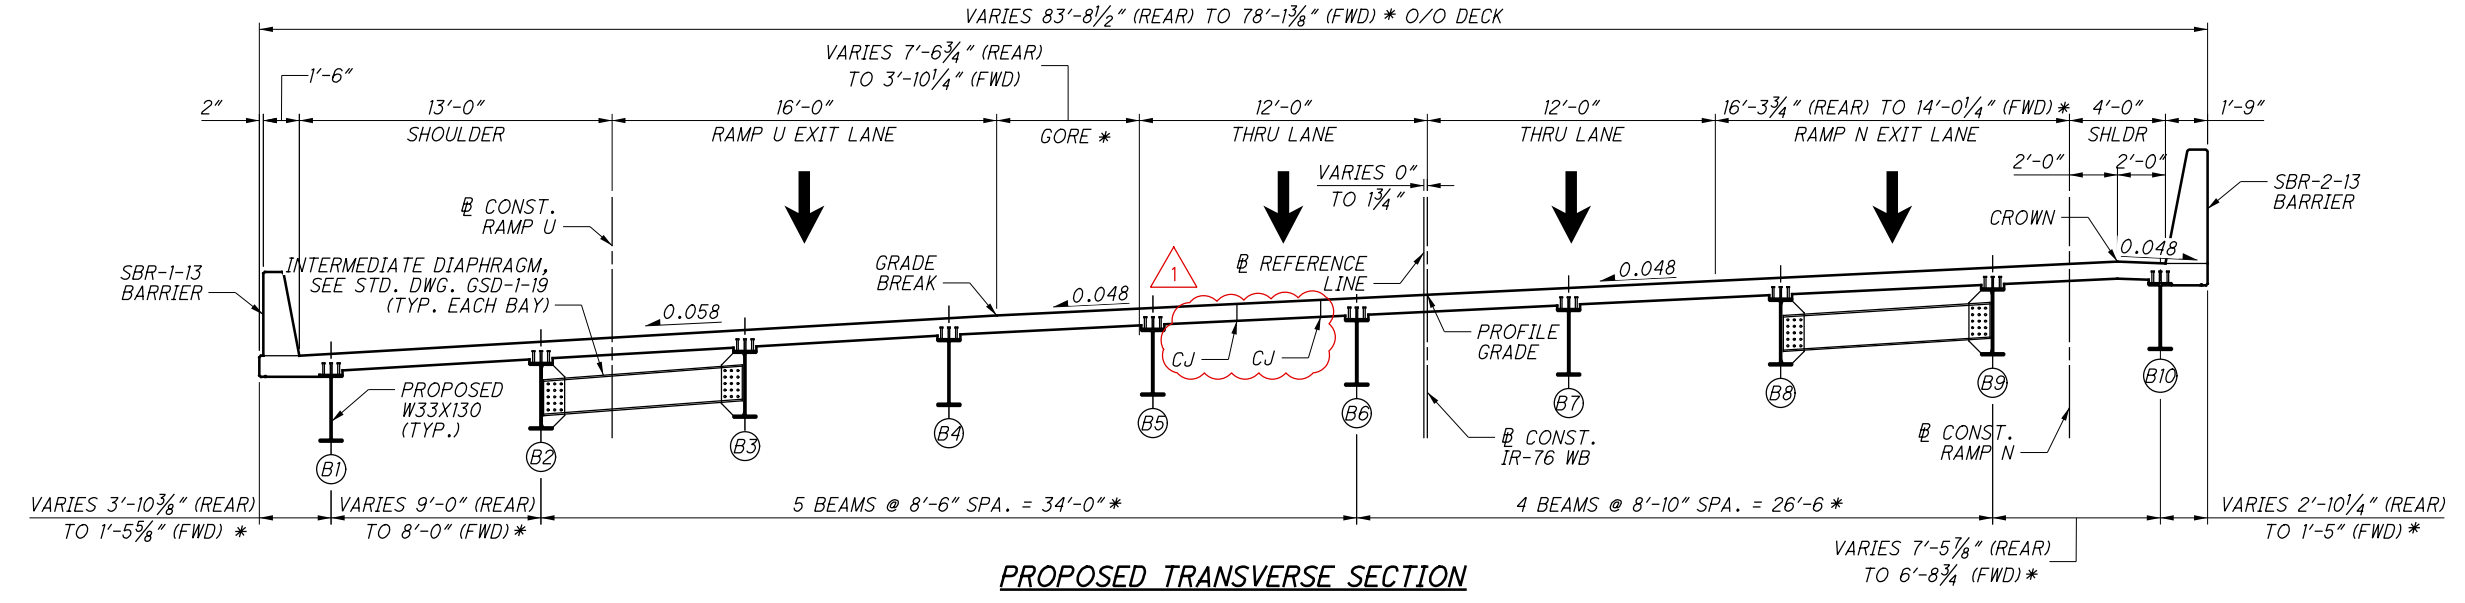 VARIES 83'-8½" (REAR) TO 78'-1⅜" (FWD) * O/O DECK
VARIES 7'-6¾" (REAR)
TO 3'-10¼" (FWD)
1'-6"
2"
13'-0"
16'-0"
12'-0"
12'-0"
16'-3¾" (REAR) TO 14'-0¼" (FWD) *
4'-0"
1'-9"
SHOULDER
RAMP U EXIT LANE
GORE *
THRU LANE
THRU LANE
RAMP N EXIT LANE
SHLDR
2'-0"
2'-0"
VARIES 0"
TO 1¾"
SBR-2-13
BARRIER
℄ CONST.
RAMP U
CROWN
0.048
INTERMEDIATE DIAPHRAGM,
SEE STD. DWG. GSD-1-19
(TYP. EACH BAY)
SBR-1-13
BARRIER
GRADE
BREAK
1
℄ REFERENCE
LINE
0.048
0.048
0.058
PROFILE
GRADE
CJ
CJ
PROPOSED
W33X130
(TYP.)
℄ CONST.
IR-76 WB
℄ CONST.
RAMP N
B1
B2
B3
B4
B5
B6
B7
B8
B9
B10
VARIES 3'-10⅜" (REAR)
TO 1'-5⅝" (FWD) *
VARIES 9'-0" (REAR)
TO 8'-0" (FWD) *
5 BEAMS @ 8'-6" SPA. = 34'-0" *
4 BEAMS @ 8'-10" SPA. = 26'-6 *
VARIES 2'-10¼" (REAR)
TO 1'-5" (FWD) *
VARIES 7'-5⅞" (REAR)
TO 6'-8¾ (FWD) *
PROPOSED TRANSVERSE SECTION